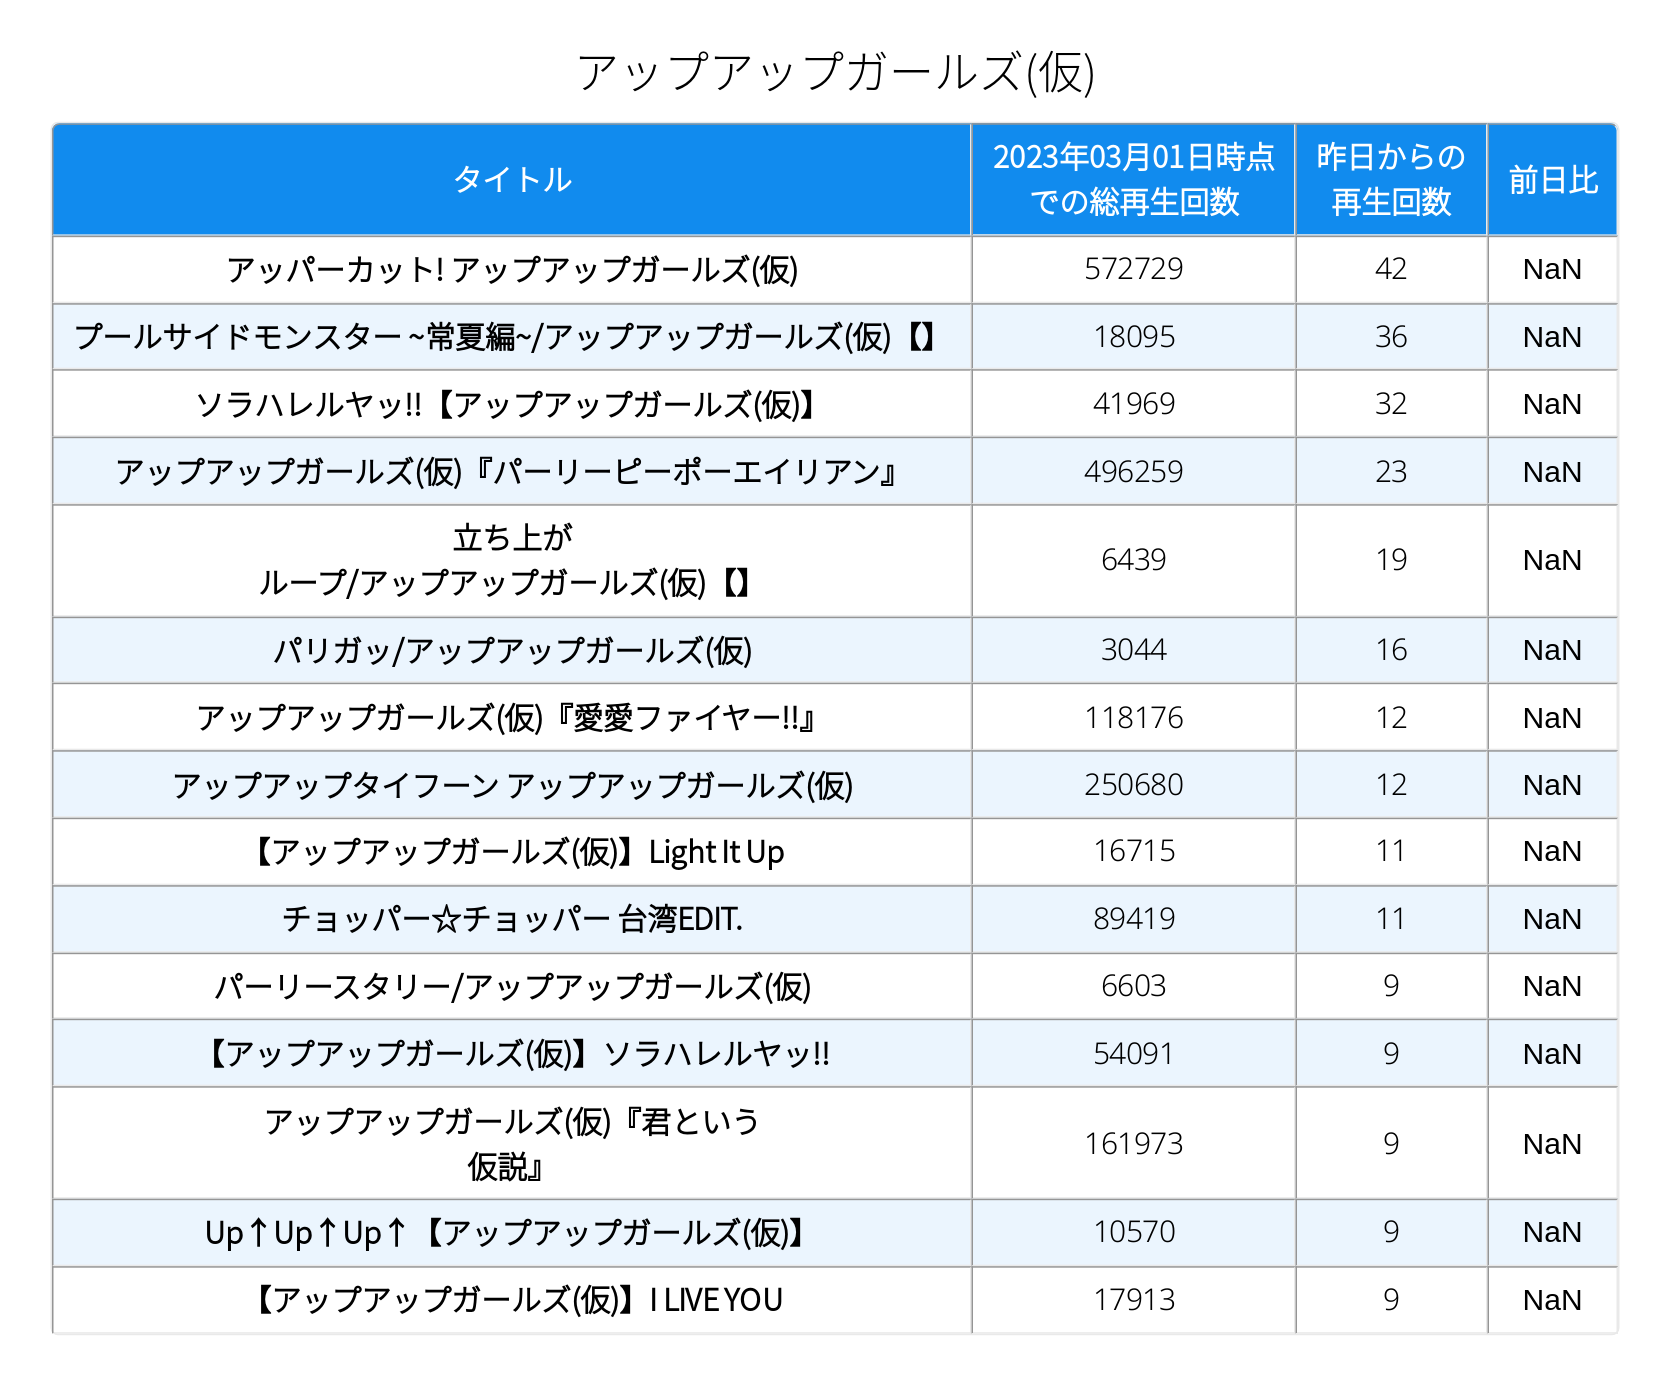 アップアップガールズ(仮)
タイトル 2023年03月01日時点での総再生回数 昨日からの再生回数 前日比
アッパーカット! アップアップガールズ(仮) 572729 42 NaN
プールサイドモンスター ~常夏編~/アップアップガールズ(仮)【】 18095 36 NaN
ソラハレルヤッ!!【アップアップガールズ(仮)】 41969 32 NaN
アップアップガールズ(仮)『パーリーピーポーエイリアン』 496259 23 NaN
立ち上が
ループ/アップアップガールズ(仮)【】 6439 19 NaN
パリガッ/アップアップガールズ(仮) 3044 16 NaN
アップアップガールズ(仮)『愛愛ファイヤー!!』 118176 12 NaN
アップアップタイフーン アップアップガールズ(仮) 250680 12 NaN
【アップアップガールズ(仮)】Light It Up 16715 11 NaN
チョッパー☆チョッパー 台湾EDIT. 89419 11 NaN
パーリースタリー/アップアップガールズ(仮) 6603 9 NaN
【アップアップガールズ(仮)】ソラハレルヤッ!! 54091 9 NaN
アップアップガールズ(仮)『君という
仮説』 161973 9 NaN
Up↑Up↑Up↑【アップアップガールズ(仮)】 10570 9 NaN
【アップアップガールズ(仮)】I LIVE YOU 17913 9 NaN